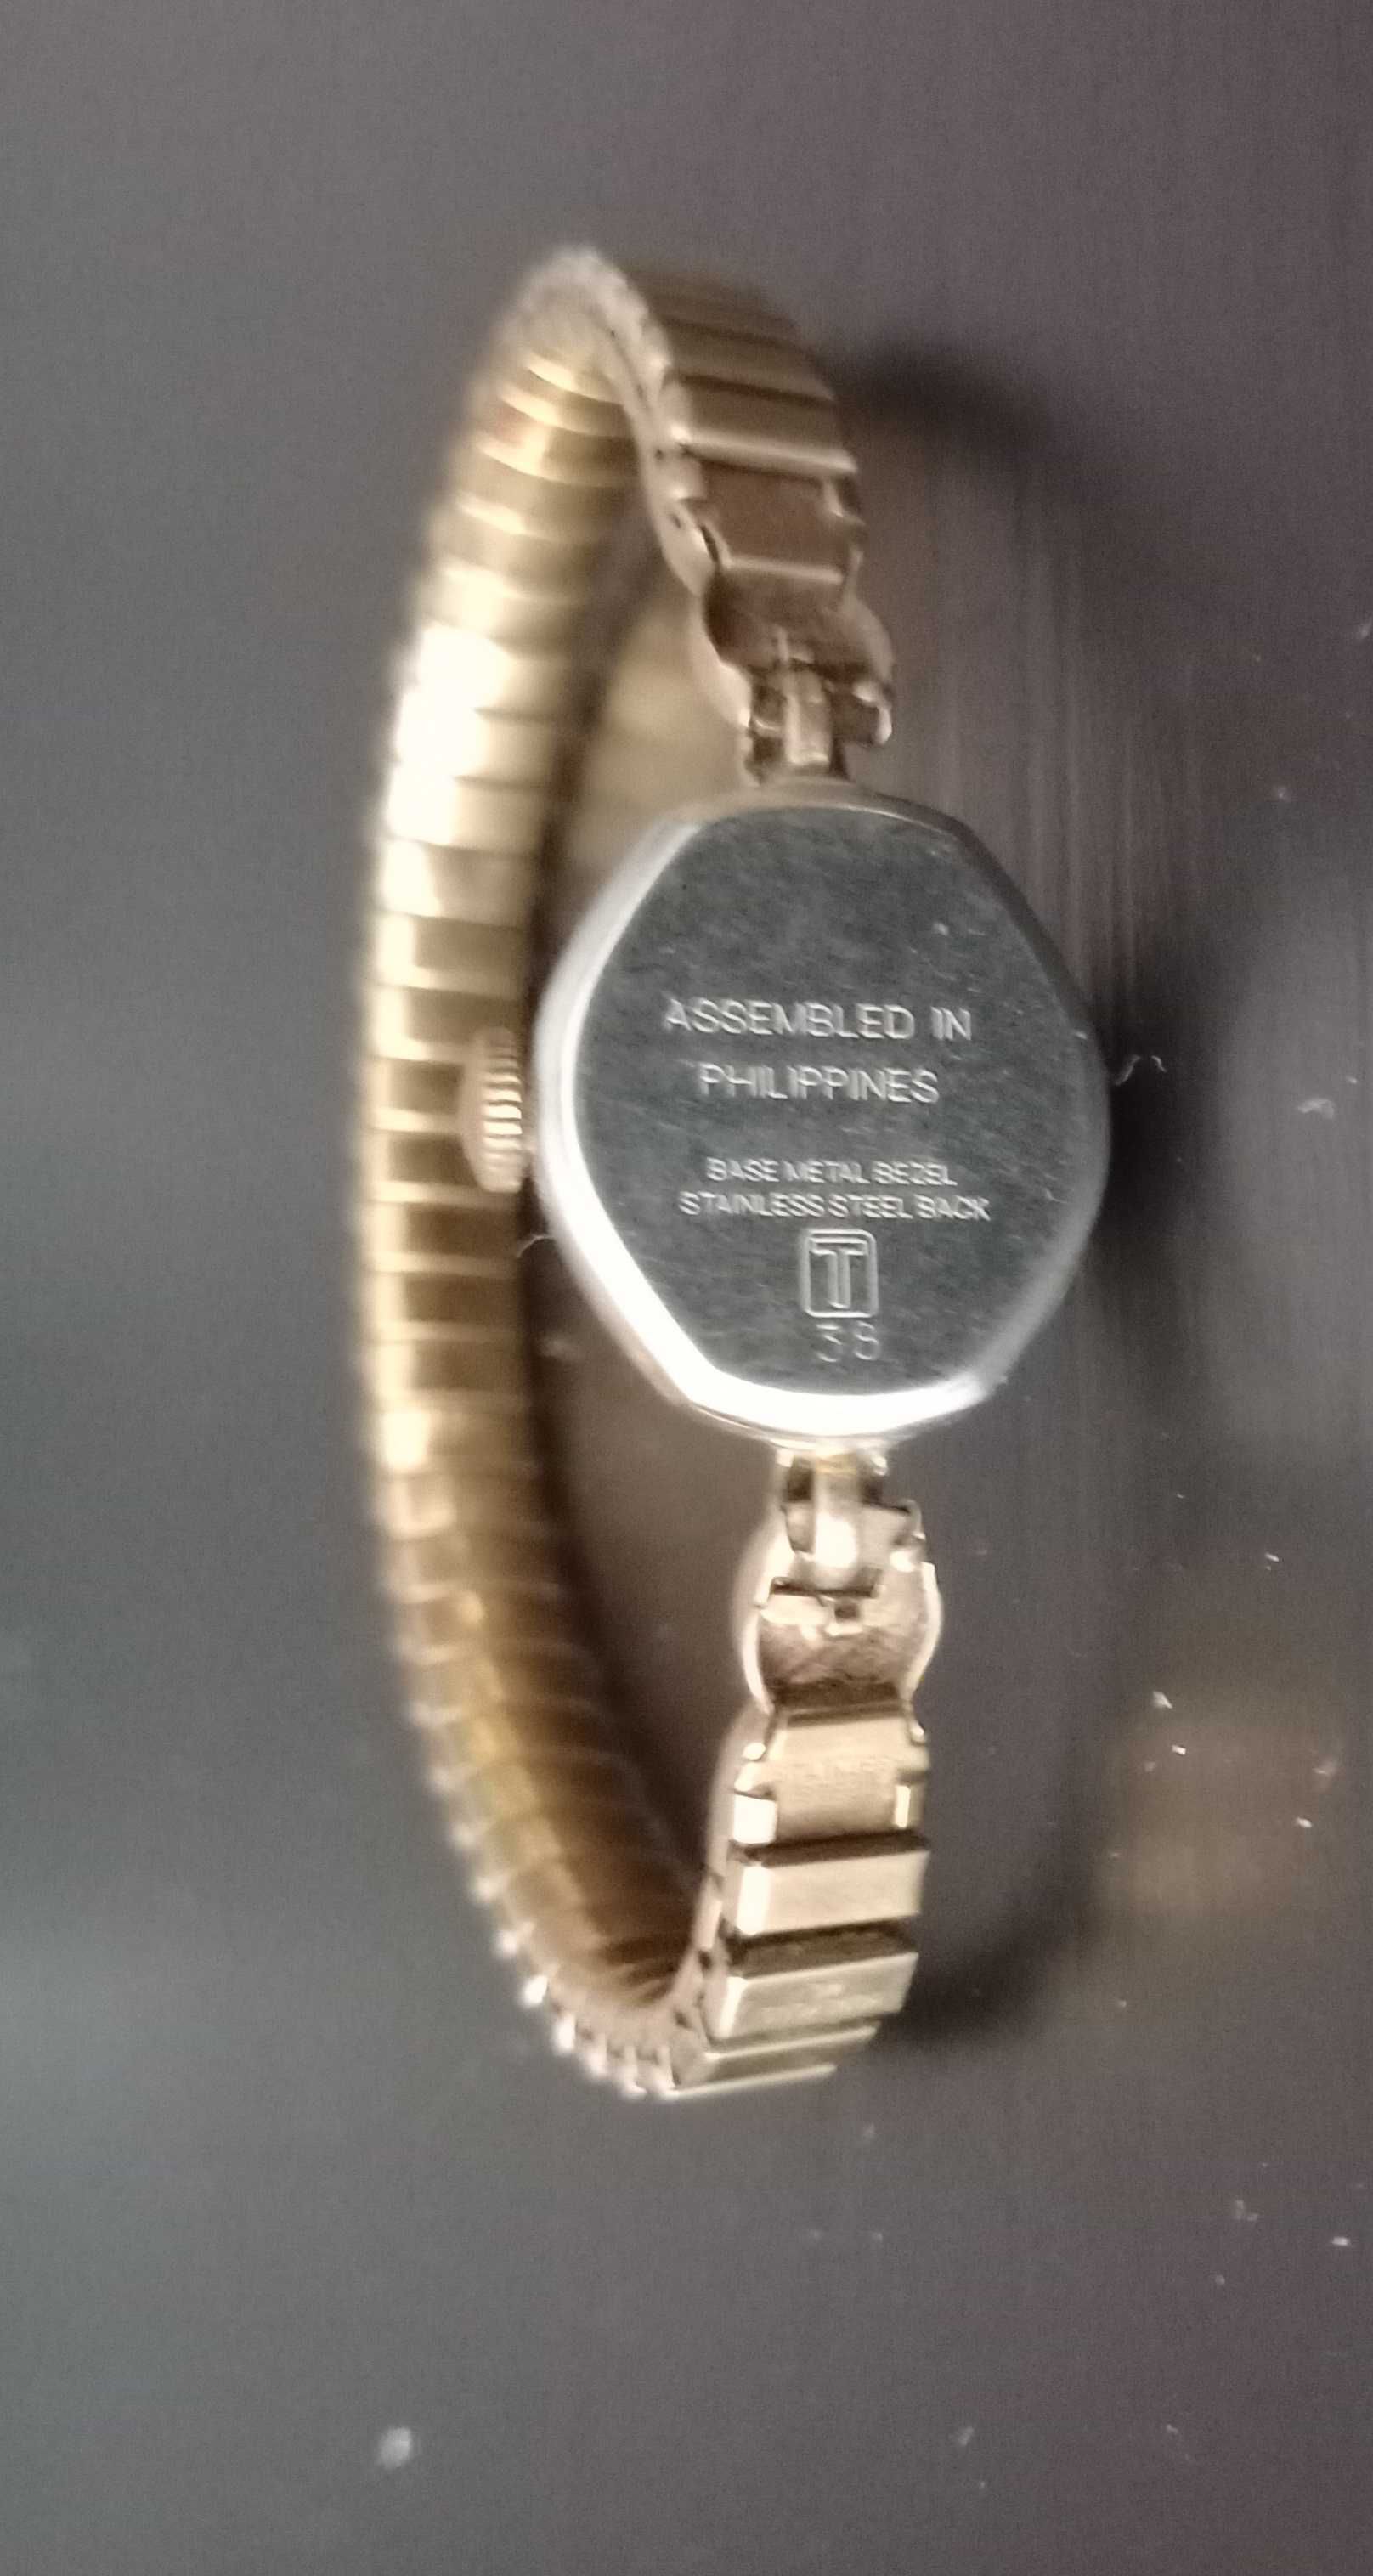 ASSEMBLED IN
PHILIPPINES
BASE METAL BEZEL
STAINLESS STEEL BACK
T
38